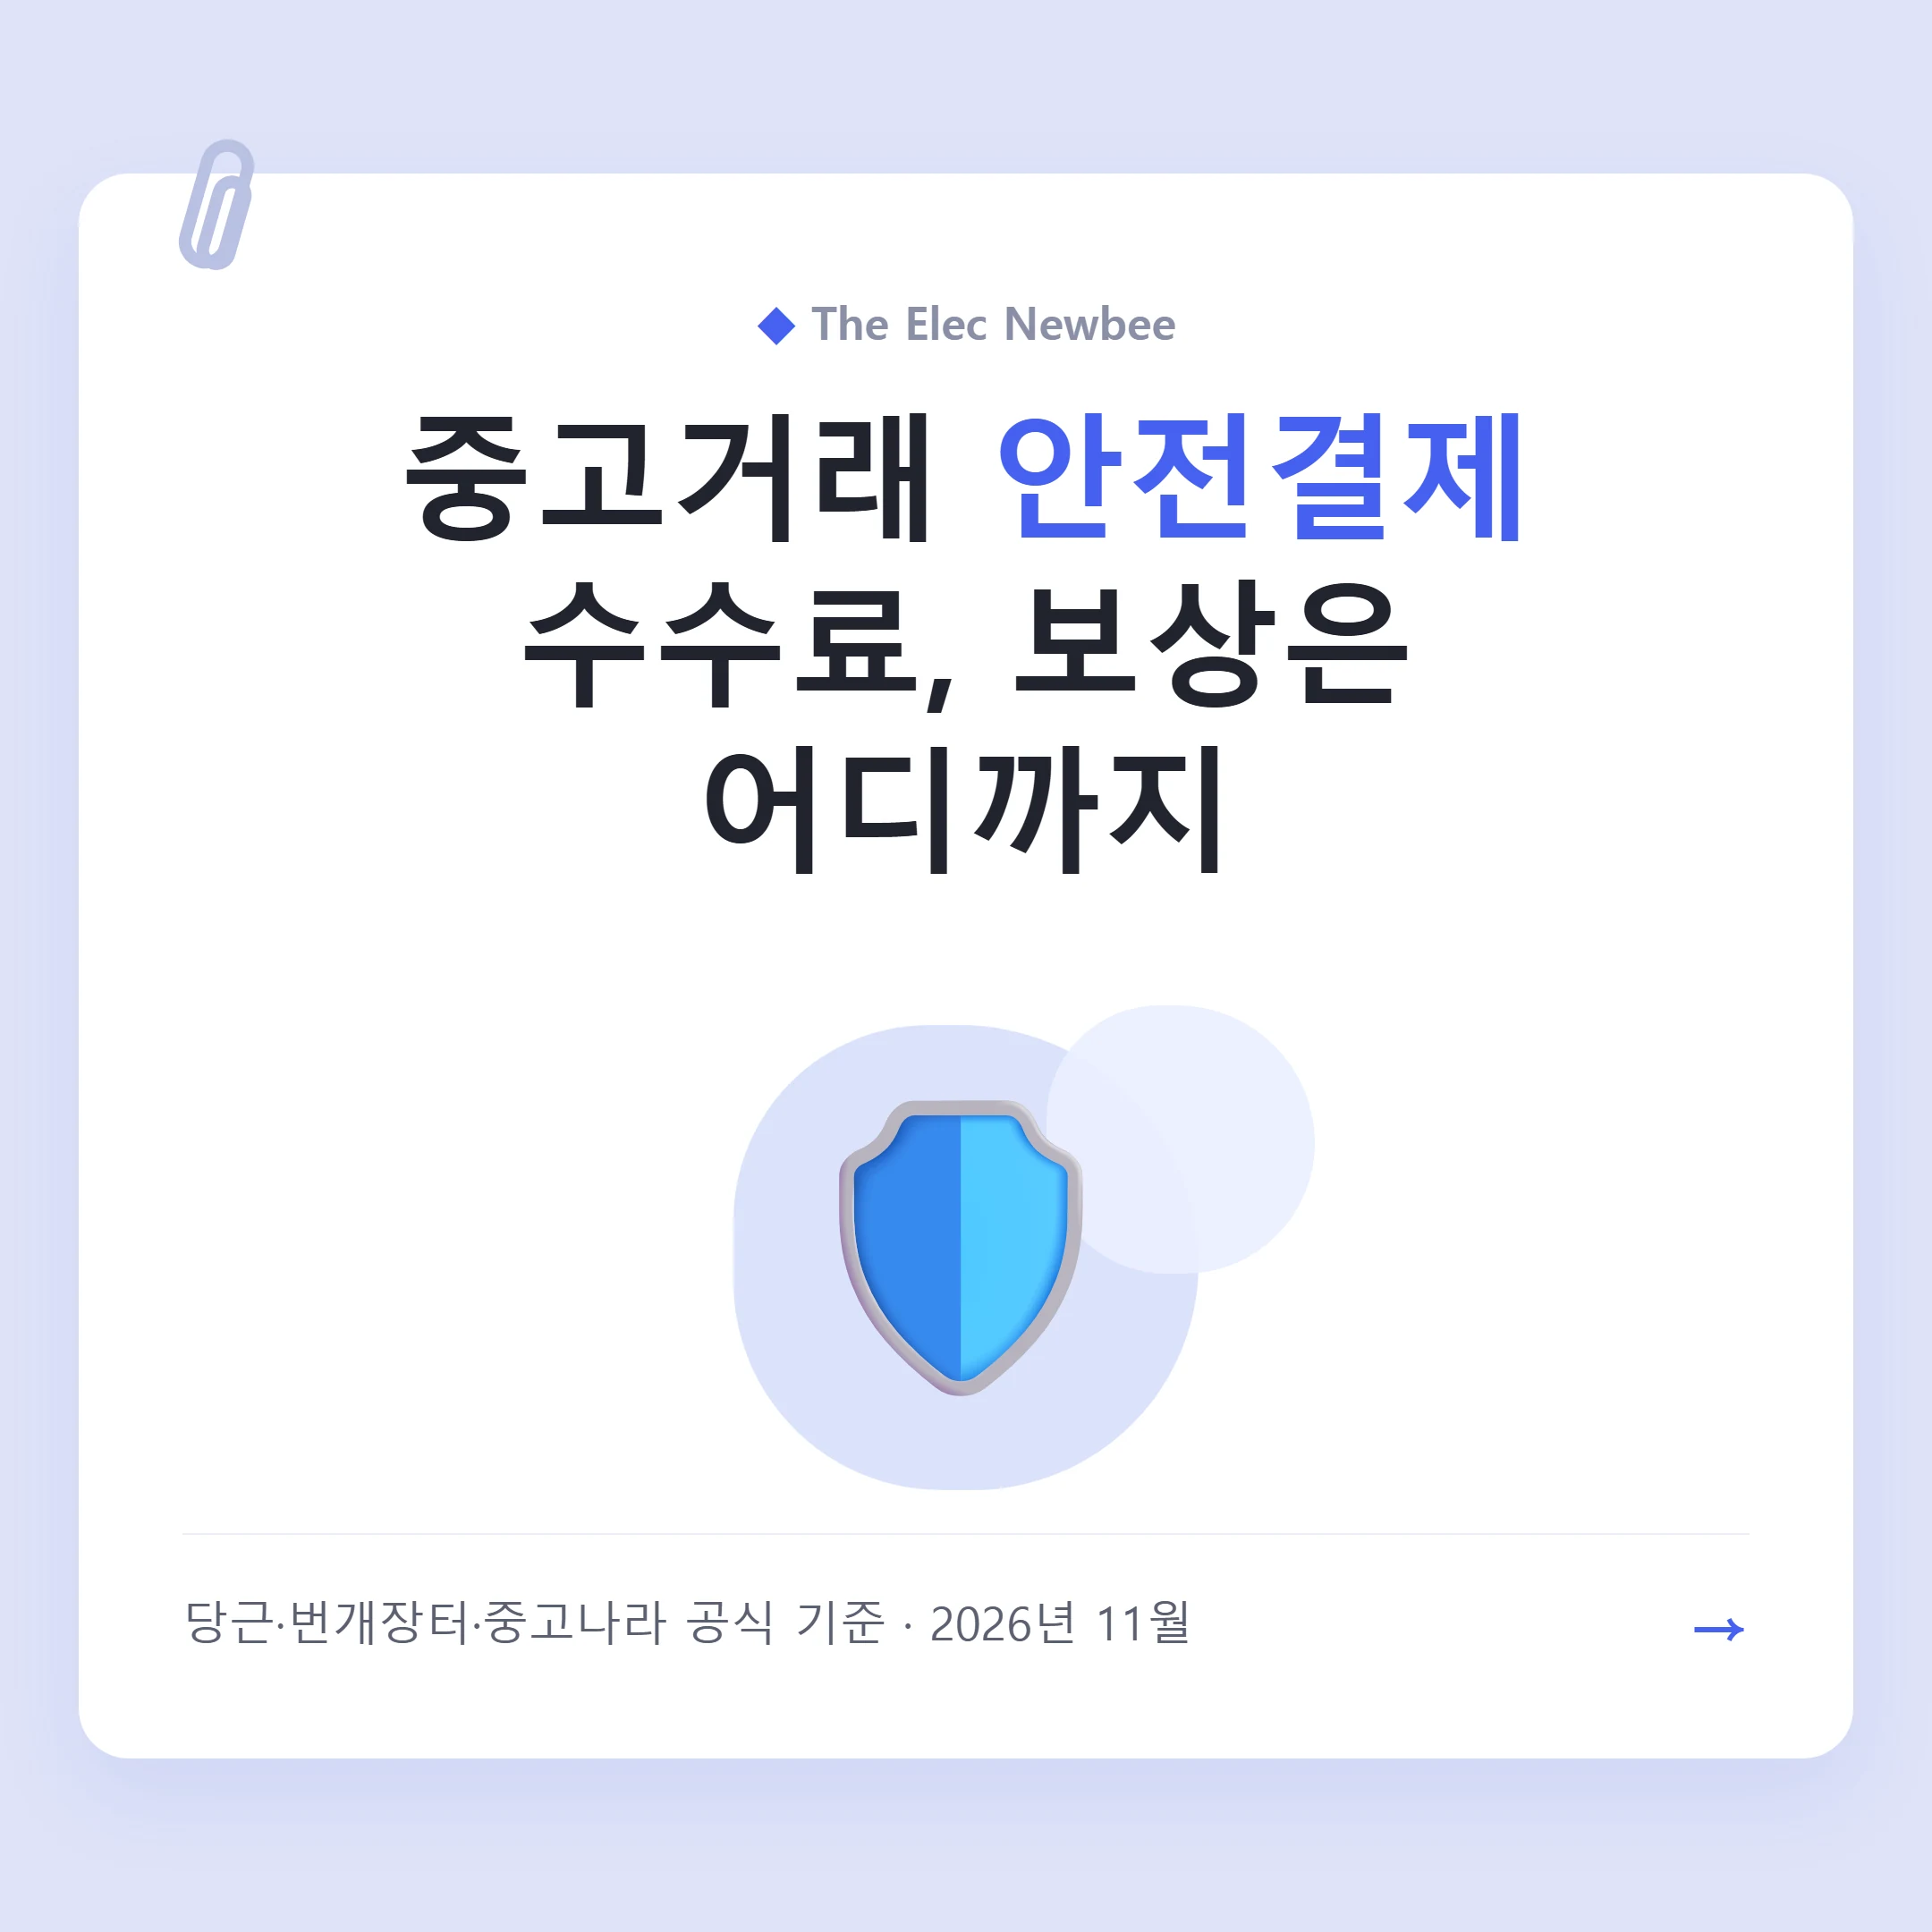 The Elec Newbee
중고거래 안전결제
수수료, 보상은
어디까지
당근·번개장터·중고나라 공식 기준 · 2026년 11월
→